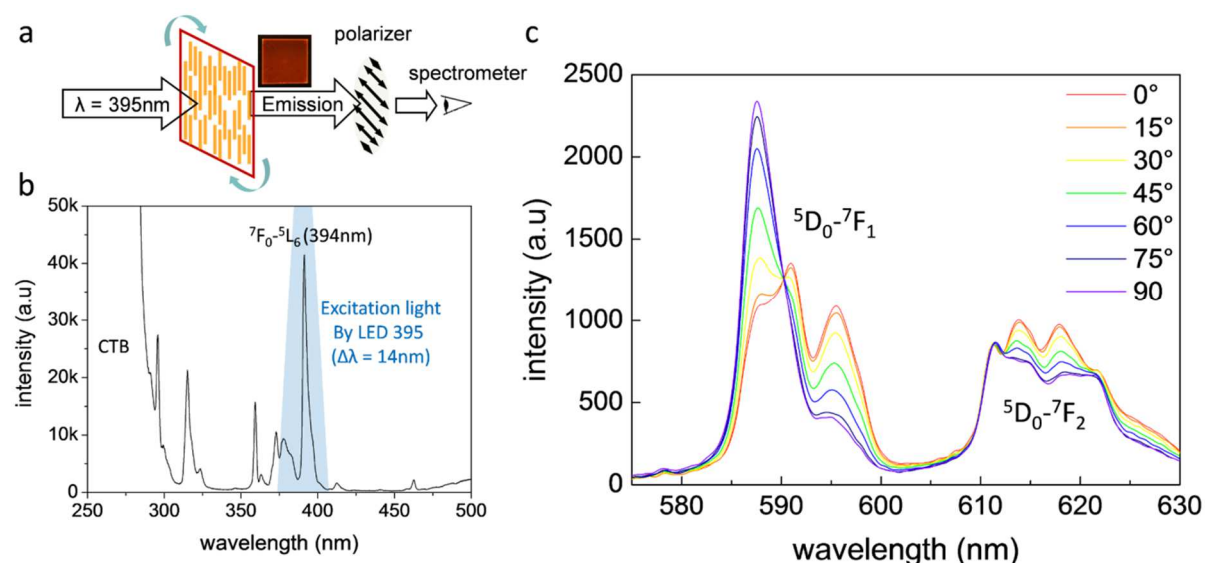 a
polarizer
spectrometer
λ = 395nm
Emission
b
50k
40k
30k
20k
10k
0
250
300
350
400
450
500
intensity (a.u)
wavelength (nm)
CTB
⁷F₀-⁵L₆ (394nm)
Excitation light
By LED 395
(Δλ = 14nm)
c
2500
2000
1500
1000
500
0
580
590
600
610
620
630
intensity (a.u)
wavelength (nm)
⁵D₀-⁷F₁
⁵D₀-⁷F₂
0°
15°
30°
45°
60°
75°
90